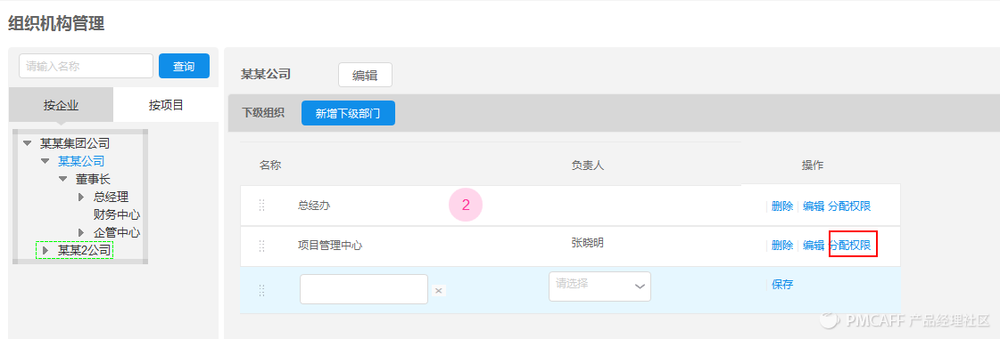 组织机构管理
请输入名称 查询
按企业 按项目
某某集团公司
某某公司
董事长
总经理
财务中心
企管中心
某某2公司
某某公司 编辑
下级组织 新增下级部门
名称 负责人 操作
总经办 2 删除 编辑 分配权限
项目管理中心 张晓明 删除 编辑 分配权限
请选择 保存
PMCAFF 产品经理社区